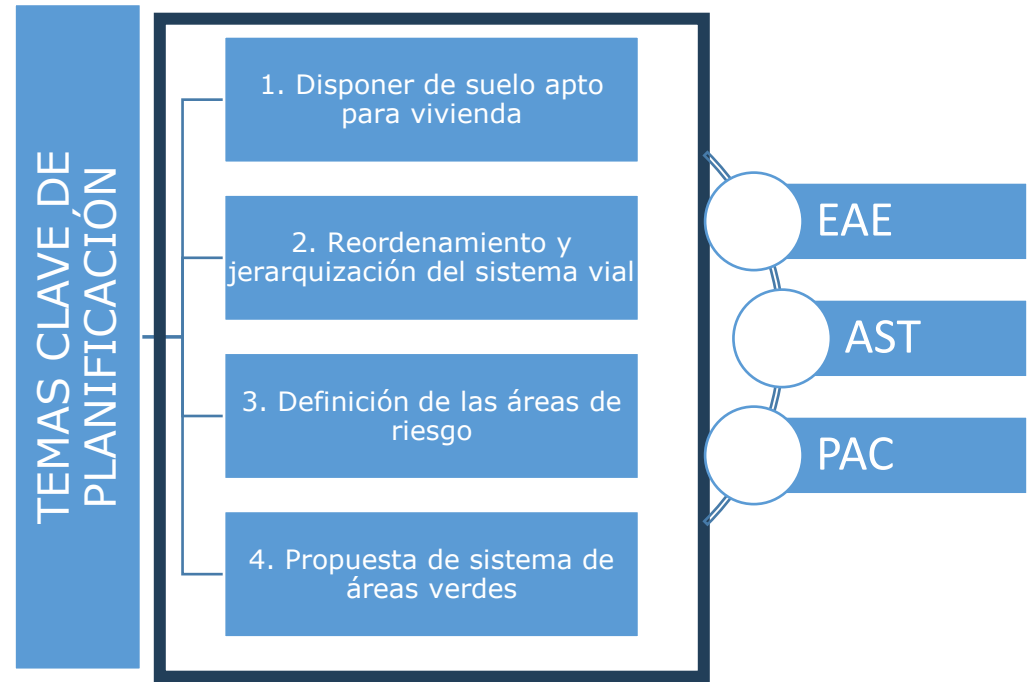 TEMAS CLAVE DE
PLANIFICACIÓN
1. Disponer de suelo apto
para vivienda
2. Reordenamiento y
jerarquización del sistema vial
3. Definición de las áreas de
riesgo
4. Propuesta de sistema de
áreas verdes
EAE
AST
PAC